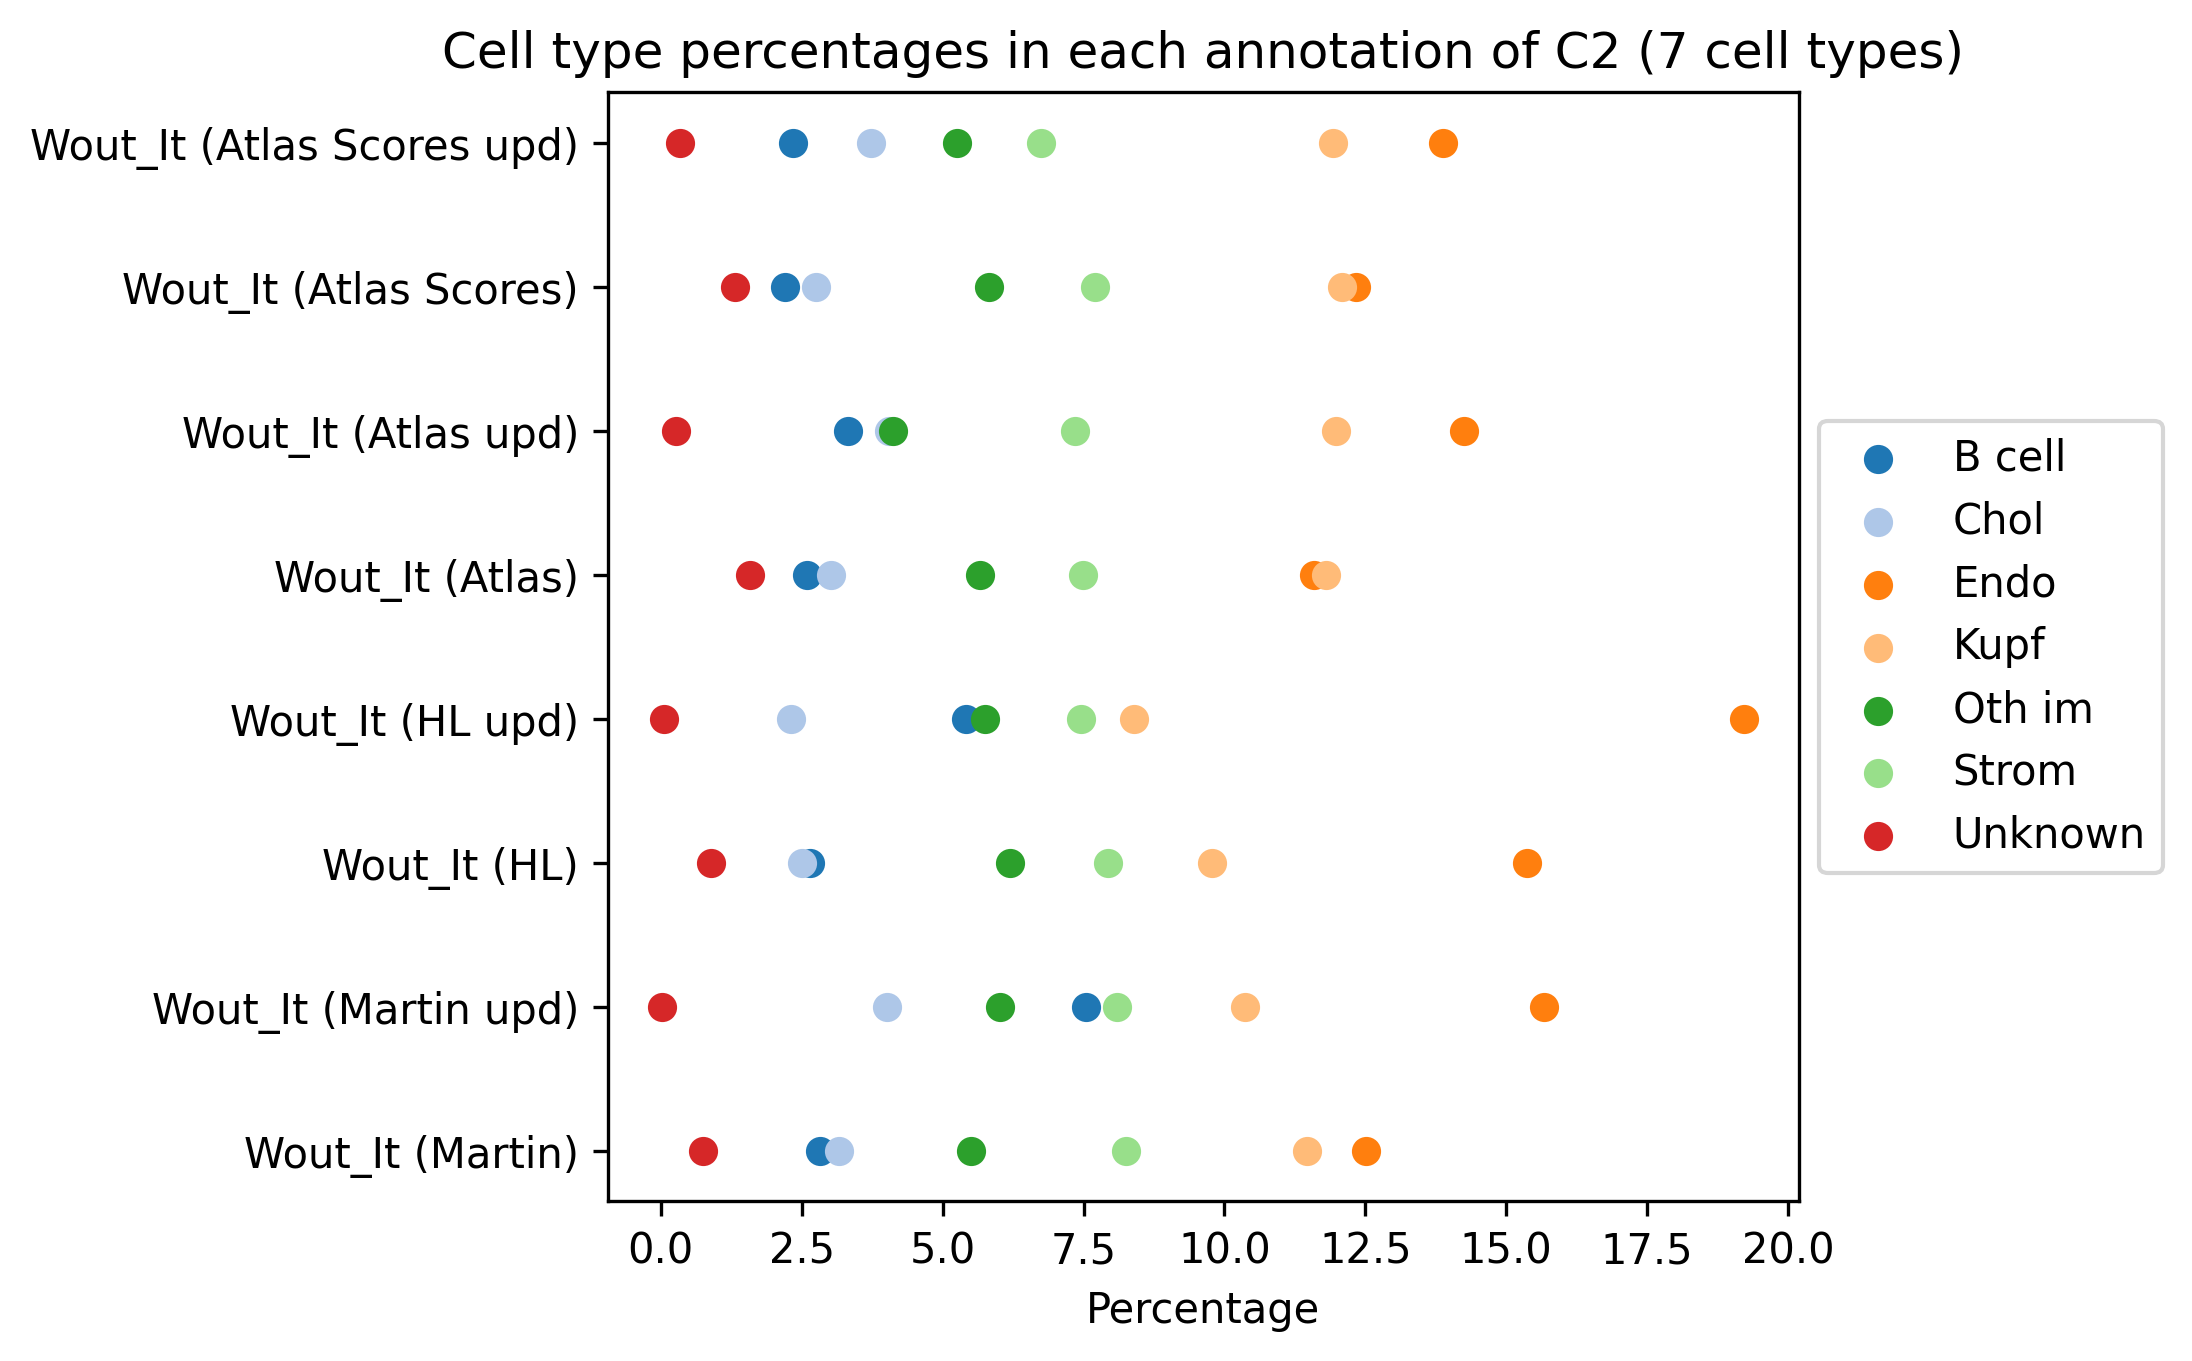 Cell type percentages in each annotation of C2 (7 cell types)
Wout_It (Atlas Scores upd)
Wout_It (Atlas Scores)
Wout_It (Atlas upd)
Wout_It (Atlas)
Wout_It (HL upd)
Wout_It (HL)
Wout_It (Martin upd)
Wout_It (Martin)
0.0 2.5 5.0 7.5 10.0 12.5 15.0 17.5 20.0
Percentage
B cell
Chol
Endo
Kupf
Oth im
Strom
Unknown